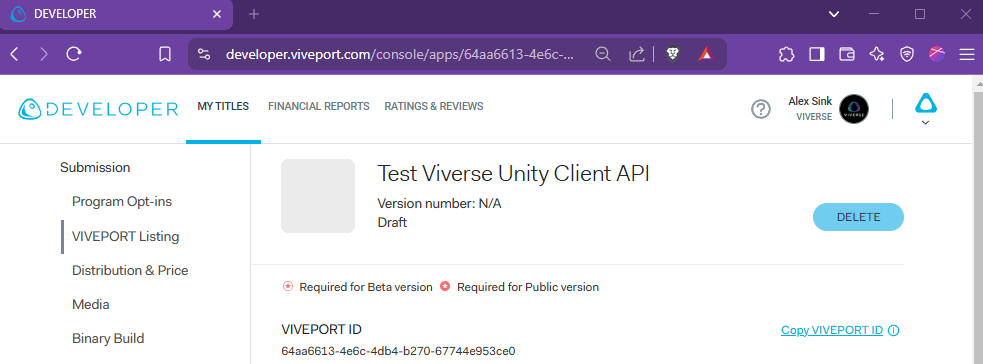 DEVELOPER
developer.viveport.com/console/apps/64aa6613-4e6c-...
DEVELOPER MY TITLES FINANCIAL REPORTS RATINGS & REVIEWS ? Alex Sink
VIVERSE
VIVERSE
Submission
Program Opt-ins
VIVEPORT Listing
Distribution & Price
Media
Binary Build
Test Viverse Unity Client API
Version number: N/A
Draft
DELETE
Required for Beta version Required for Public version
VIVEPORT ID Copy VIVEPORT ID
64aa6613-4e6c-4db4-b270-67744e953ce0